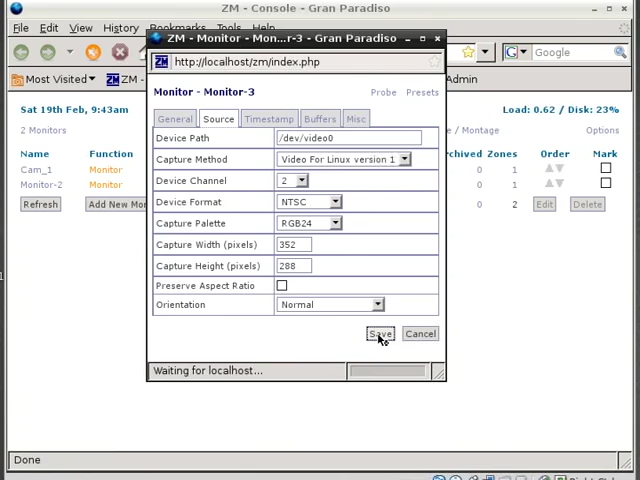 ZM - Console - Gran Paradiso
File Edit View History Bookmarks Tools Help
Google
Most Visited ZM - Admin
Sat 19th Feb, 9:43am
Load: 0.62 / Disk: 23%
2 Monitors
/ Montage
Options
Name Function Zones Order Mark
Cam_1 Monitor 0 1
Monitor-2 Monitor 0 1
Refresh Add New Mon 0 2 Edit Delete
Done
ZM - Monitor - Mon...r-3 - Gran Paradiso
ZM http://localhost/zm/index.php
Monitor - Monitor-3
Probe Presets
General Source Timestamp Buffers Misc
Device Path /dev/video0
Capture Method Video For Linux version 1
Device Channel 2
Device Format NTSC
Capture Palette RGB24
Capture Width (pixels) 352
Capture Height (pixels) 288
Preserve Aspect Ratio
Orientation Normal
Save Cancel
Waiting for localhost...